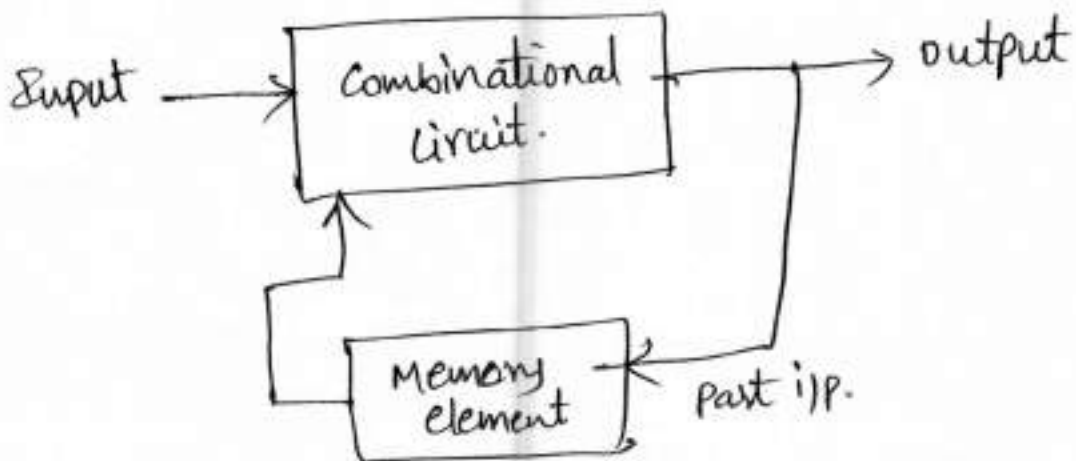 Input
Combinational
circuit.
output
Memory
element
past i/p.